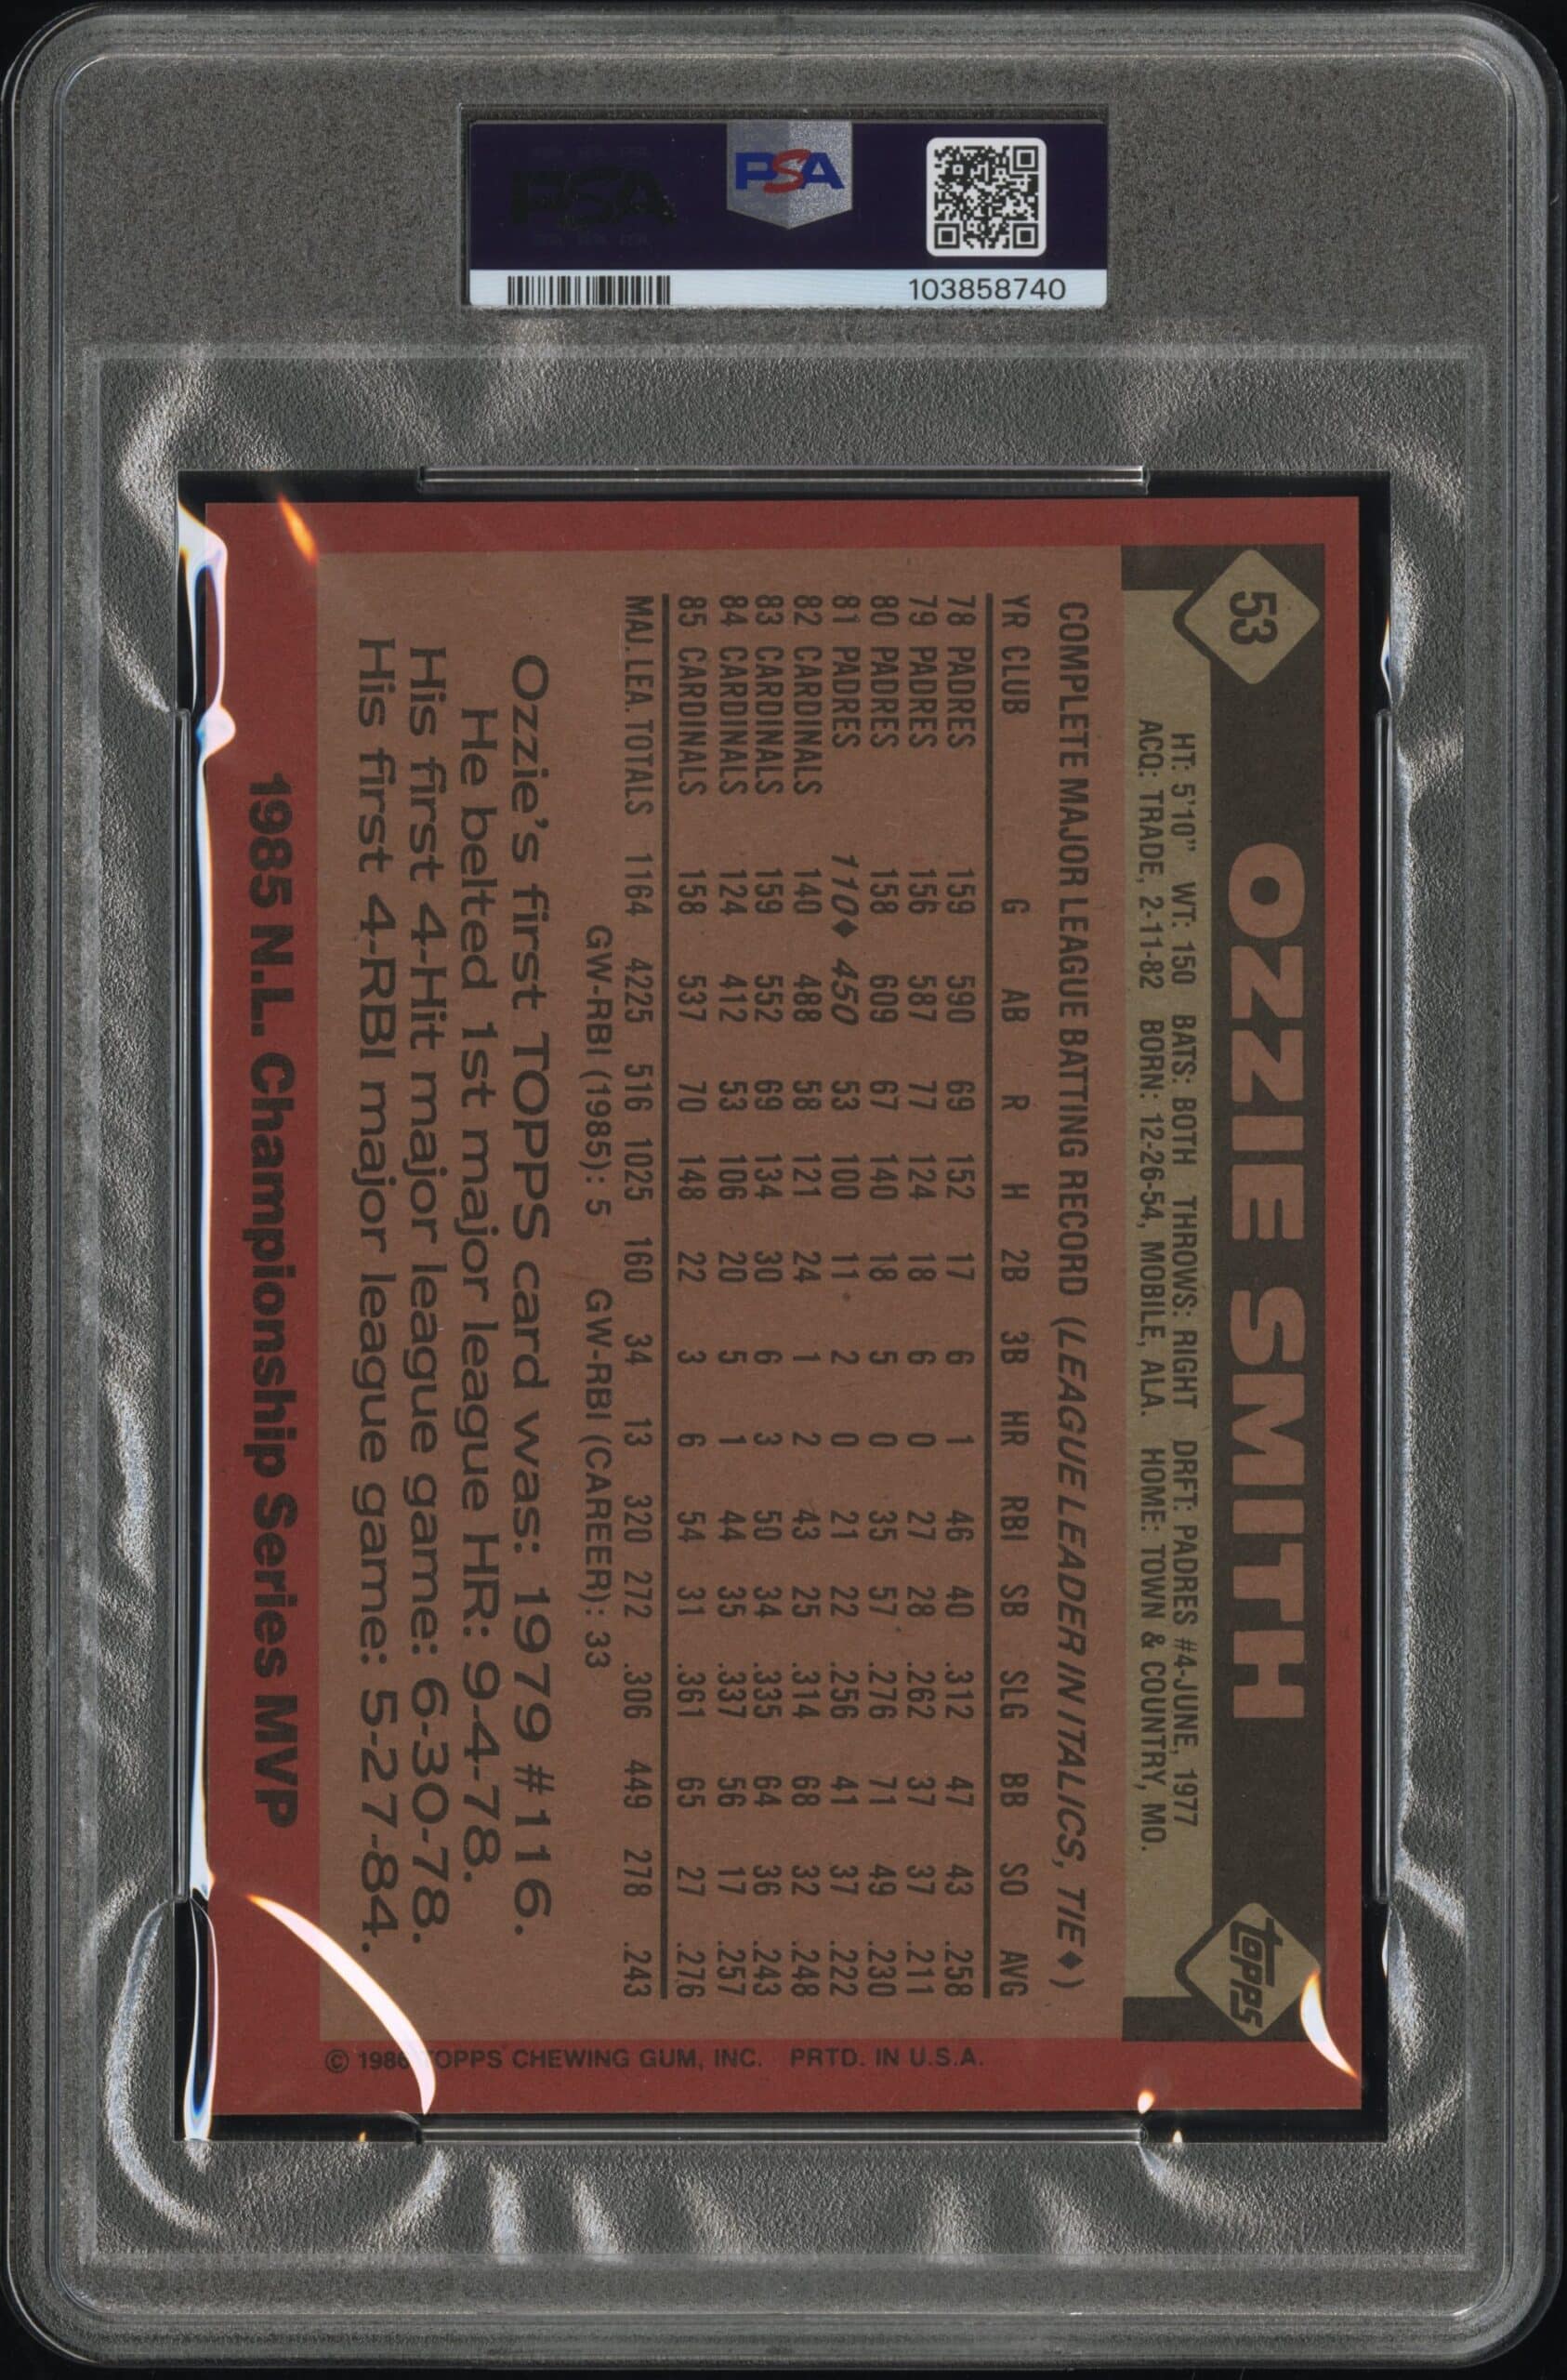 PSA
PSA
103858740
53
OZZIE SMITH
topps
HT: 5'10" WT: 150 BATS: BOTH THROWS: RIGHT DRFT: PADRES #4-JUNE, 1977
ACQ: TRADE, 2-11-82 BORN: 12-26-54, MOBILE, ALA. HOME: TOWN & COUNTRY, MO.
COMPLETE MAJOR LEAGUE BATTING RECORD (LEAGUE LEADER IN ITALICS, TIE♦)
YR CLUB G AB R H 2B 3B HR RBI SB SLG BB SO AVG
78 PADRES 159 590 69 152 17 6 1 46 40 .312 47 43 .258
79 PADRES 156 587 77 124 18 6 0 27 28 .262 37 37 .211
80 PADRES 158 609 67 140 18 5 0 35 57 .276 71 49 .230
81 PADRES 110♦ 450 53 100 11 2 0 21 22 .256 41 37 .222
82 CARDINALS 140 488 58 121 24 1 2 43 25 .314 68 32 .248
83 CARDINALS 159 552 69 134 30 6 3 50 34 .335 64 36 .243
84 CARDINALS 124 412 53 106 20 5 1 44 35 .337 56 17 .257
85 CARDINALS 158 537 70 148 22 3 6 54 31 .361 65 27 .276
MAJ. LEA. TOTALS 1164 4225 516 1025 160 34 13 320 272 .306 449 278 .243
GW-RBI (1985): 5 GW-RBI (CAREER): 33
Ozzie's first TOPPS card was: 1979 #116.
He belted 1st major league HR: 9-4-78.
His first 4-Hit major league game: 6-30-78.
His first 4-RBI major league game: 5-27-84.
1985 N.L. Championship Series MVP
© 1986 TOPPS CHEWING GUM, INC. PRTD. IN U.S.A.